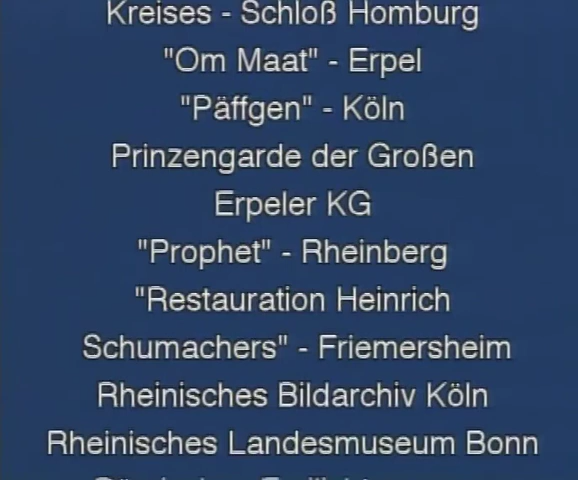 Kreises - Schloß Homburg
"Om Maat" - Erpel
"Päffgen" - Köln
Prinzengarde der Großen
Erpeler KG
"Prophet" - Rheinberg
"Restauration Heinrich
Schumachers" - Friemersheim
Rheinisches Bildarchiv Köln
Rheinisches Landesmuseum Bonn